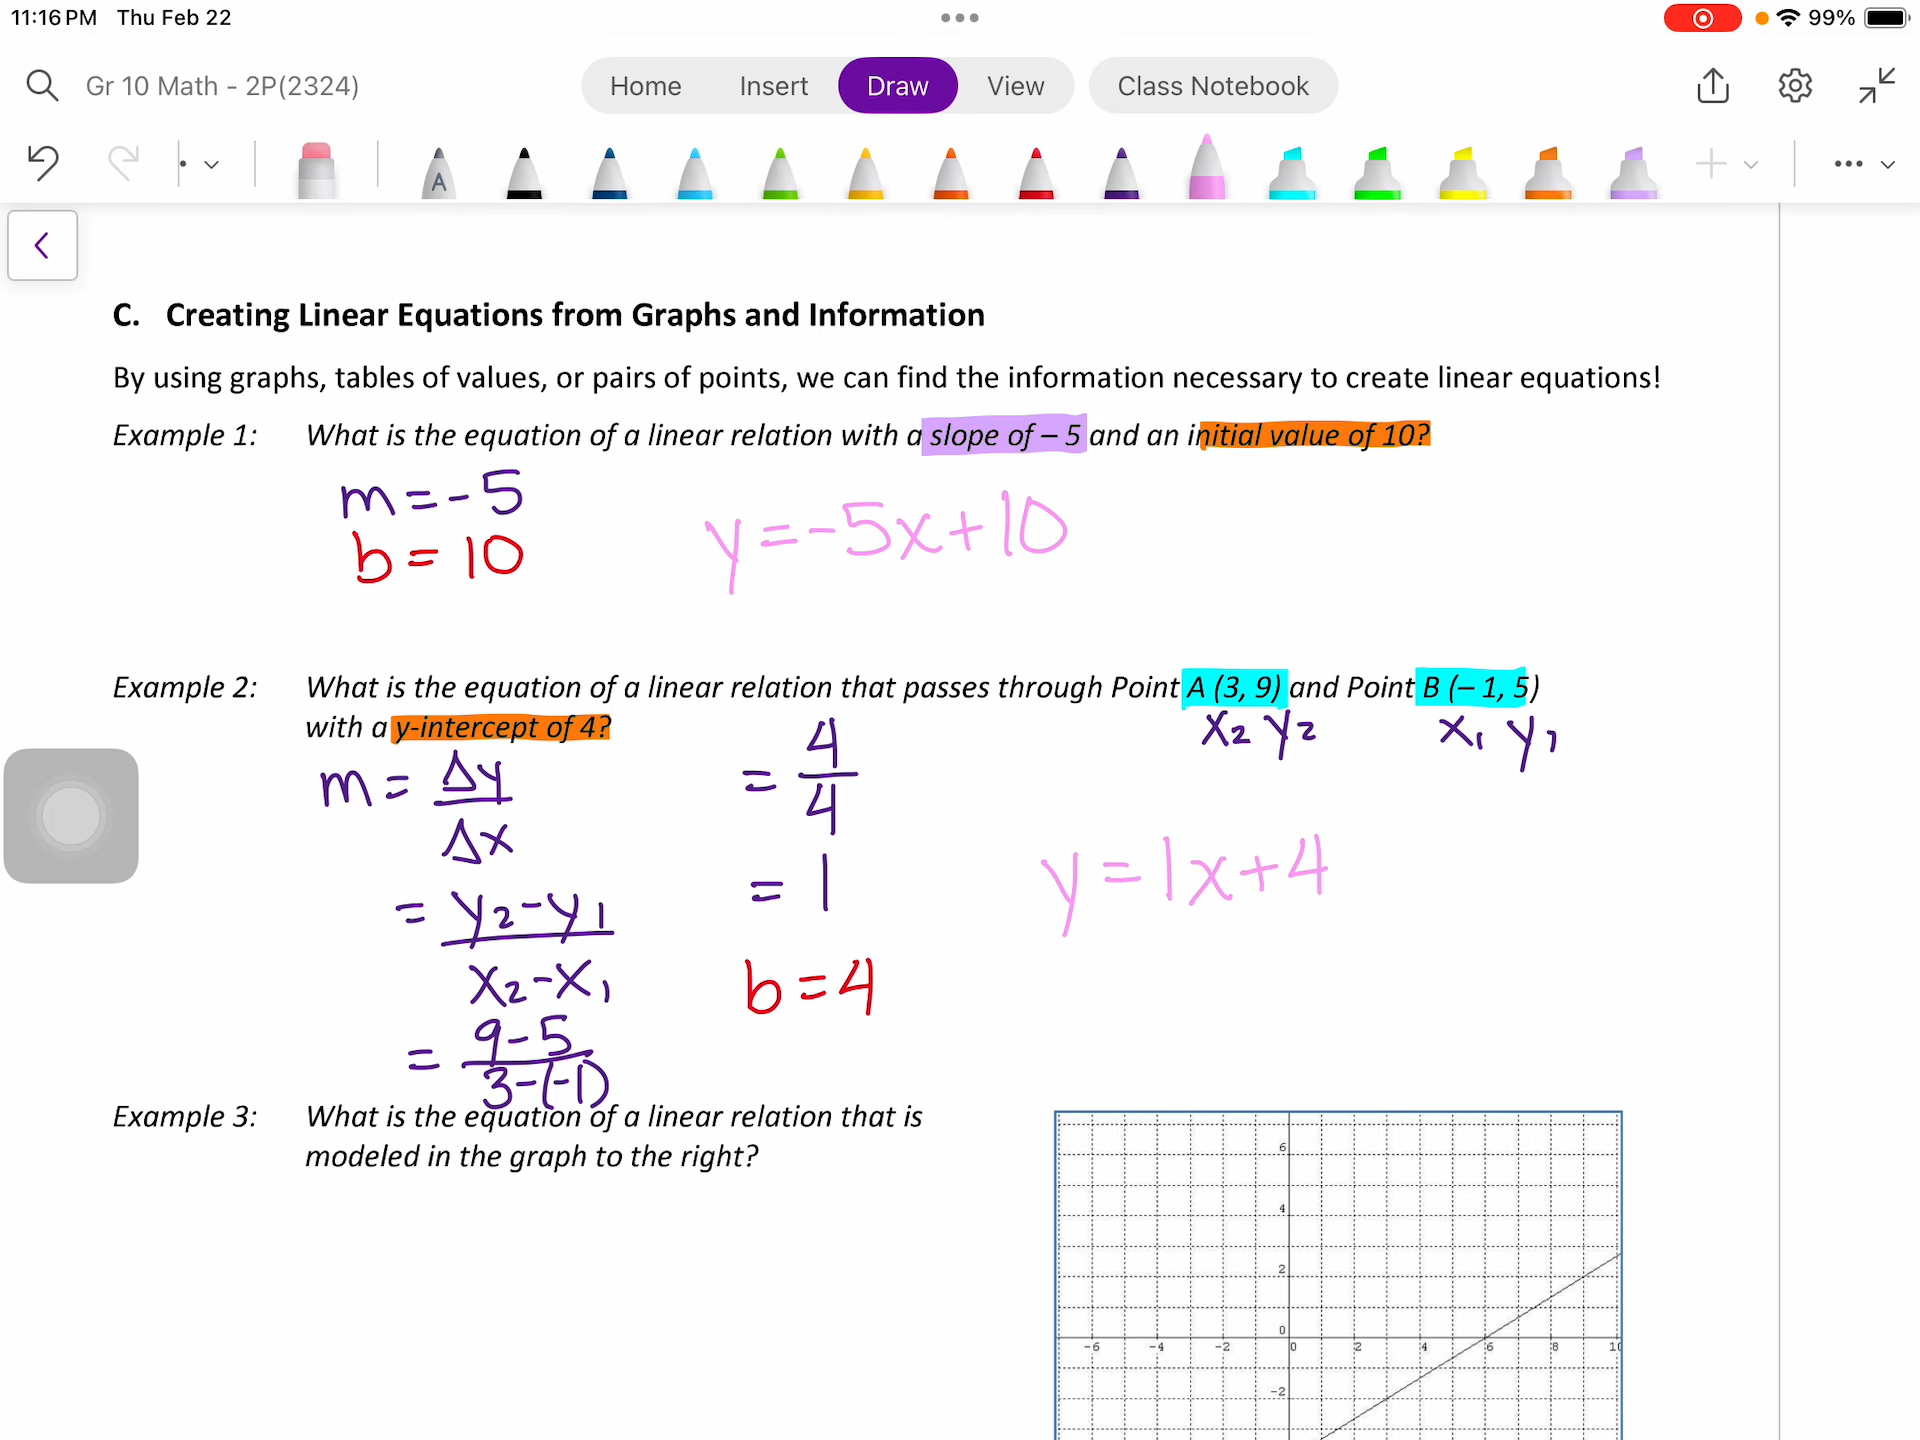 11:16 PM Thu Feb 22
99%
Gr 10 Math - 2P(2324)
Home Insert Draw View Class Notebook
A
C. Creating Linear Equations from Graphs and Information
By using graphs, tables of values, or pairs of points, we can find the information necessary to create linear equations!
Example 1: What is the equation of a linear relation with a slope of – 5 and an initial value of 10?
m = -5
b = 10
y = -5x + 10
Example 2: What is the equation of a linear relation that passes through Point A (3, 9) and Point B (– 1, 5)
with a y-intercept of 4?
x₂ y₂ x₁ y₁
m = Δy
Δx
= y₂ - y₁
x₂ - x₁
= 9 - 5
3 - (-1)
= 4
4
= 1
b = 4
y = 1x + 4
Example 3: What is the equation of a linear relation that is
modeled in the graph to the right?
6
4
2
0
-6 -4 -2 0 2 4 6 8 10
-2